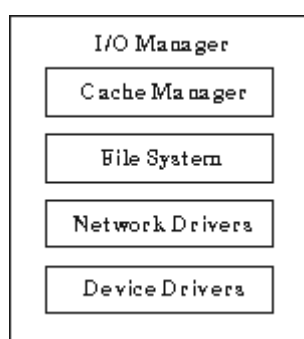 I/O Manager
Cache Manager
File System
Network Drivers
Device Drivers